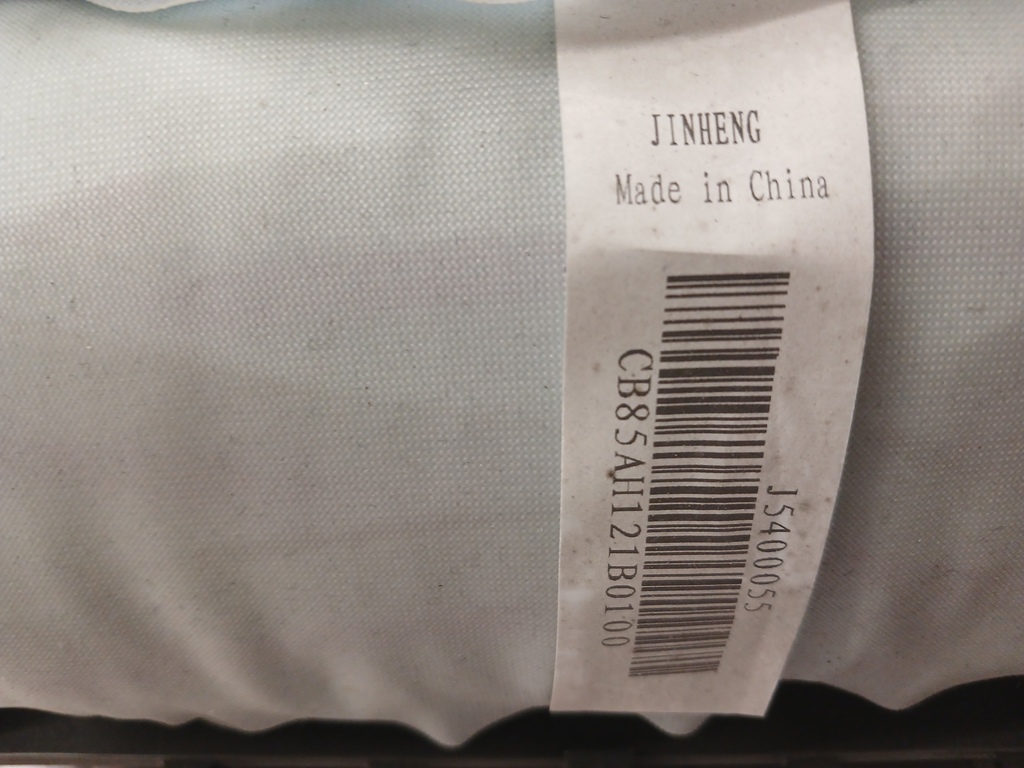 JINHENG
Made in China
J5400055
CB85AH121B0100